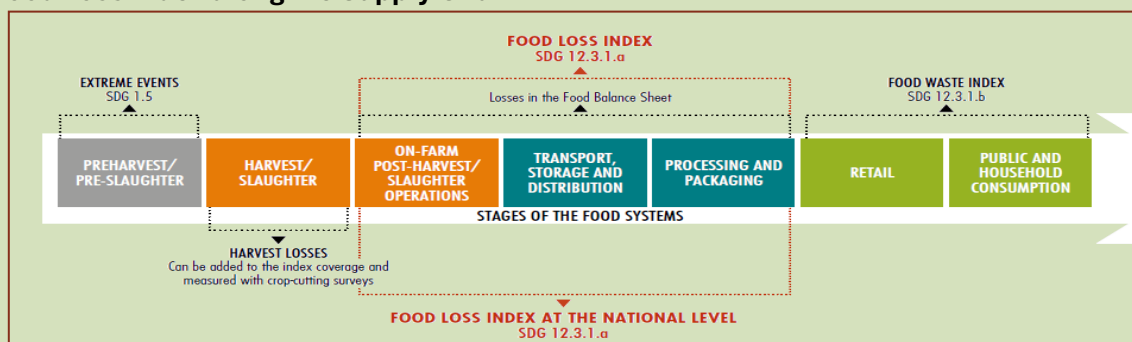 FOOD LOSS INDEX
SDG 12.3.1.a
EXTREME EVENTS
SDG 1.5
Losses in the Food Balance Sheet
FOOD WASTE INDEX
SDG 12.3.1.b
PREHARVEST/
PRE-SLAUGHTER
HARVEST/
SLAUGHTER
ON-FARM
POST-HARVEST/
SLAUGHTER
OPERATIONS
TRANSPORT,
STORAGE AND
DISTRIBUTION
PROCESSING AND
PACKAGING
RETAIL
PUBLIC AND
HOUSEHOLD
CONSUMPTION
STAGES OF THE FOOD SYSTEMS
HARVEST LOSSES
Can be added to the index coverage and
measured with crop-cutting surveys
FOOD LOSS INDEX AT THE NATIONAL LEVEL
SDG 12.3.1.a